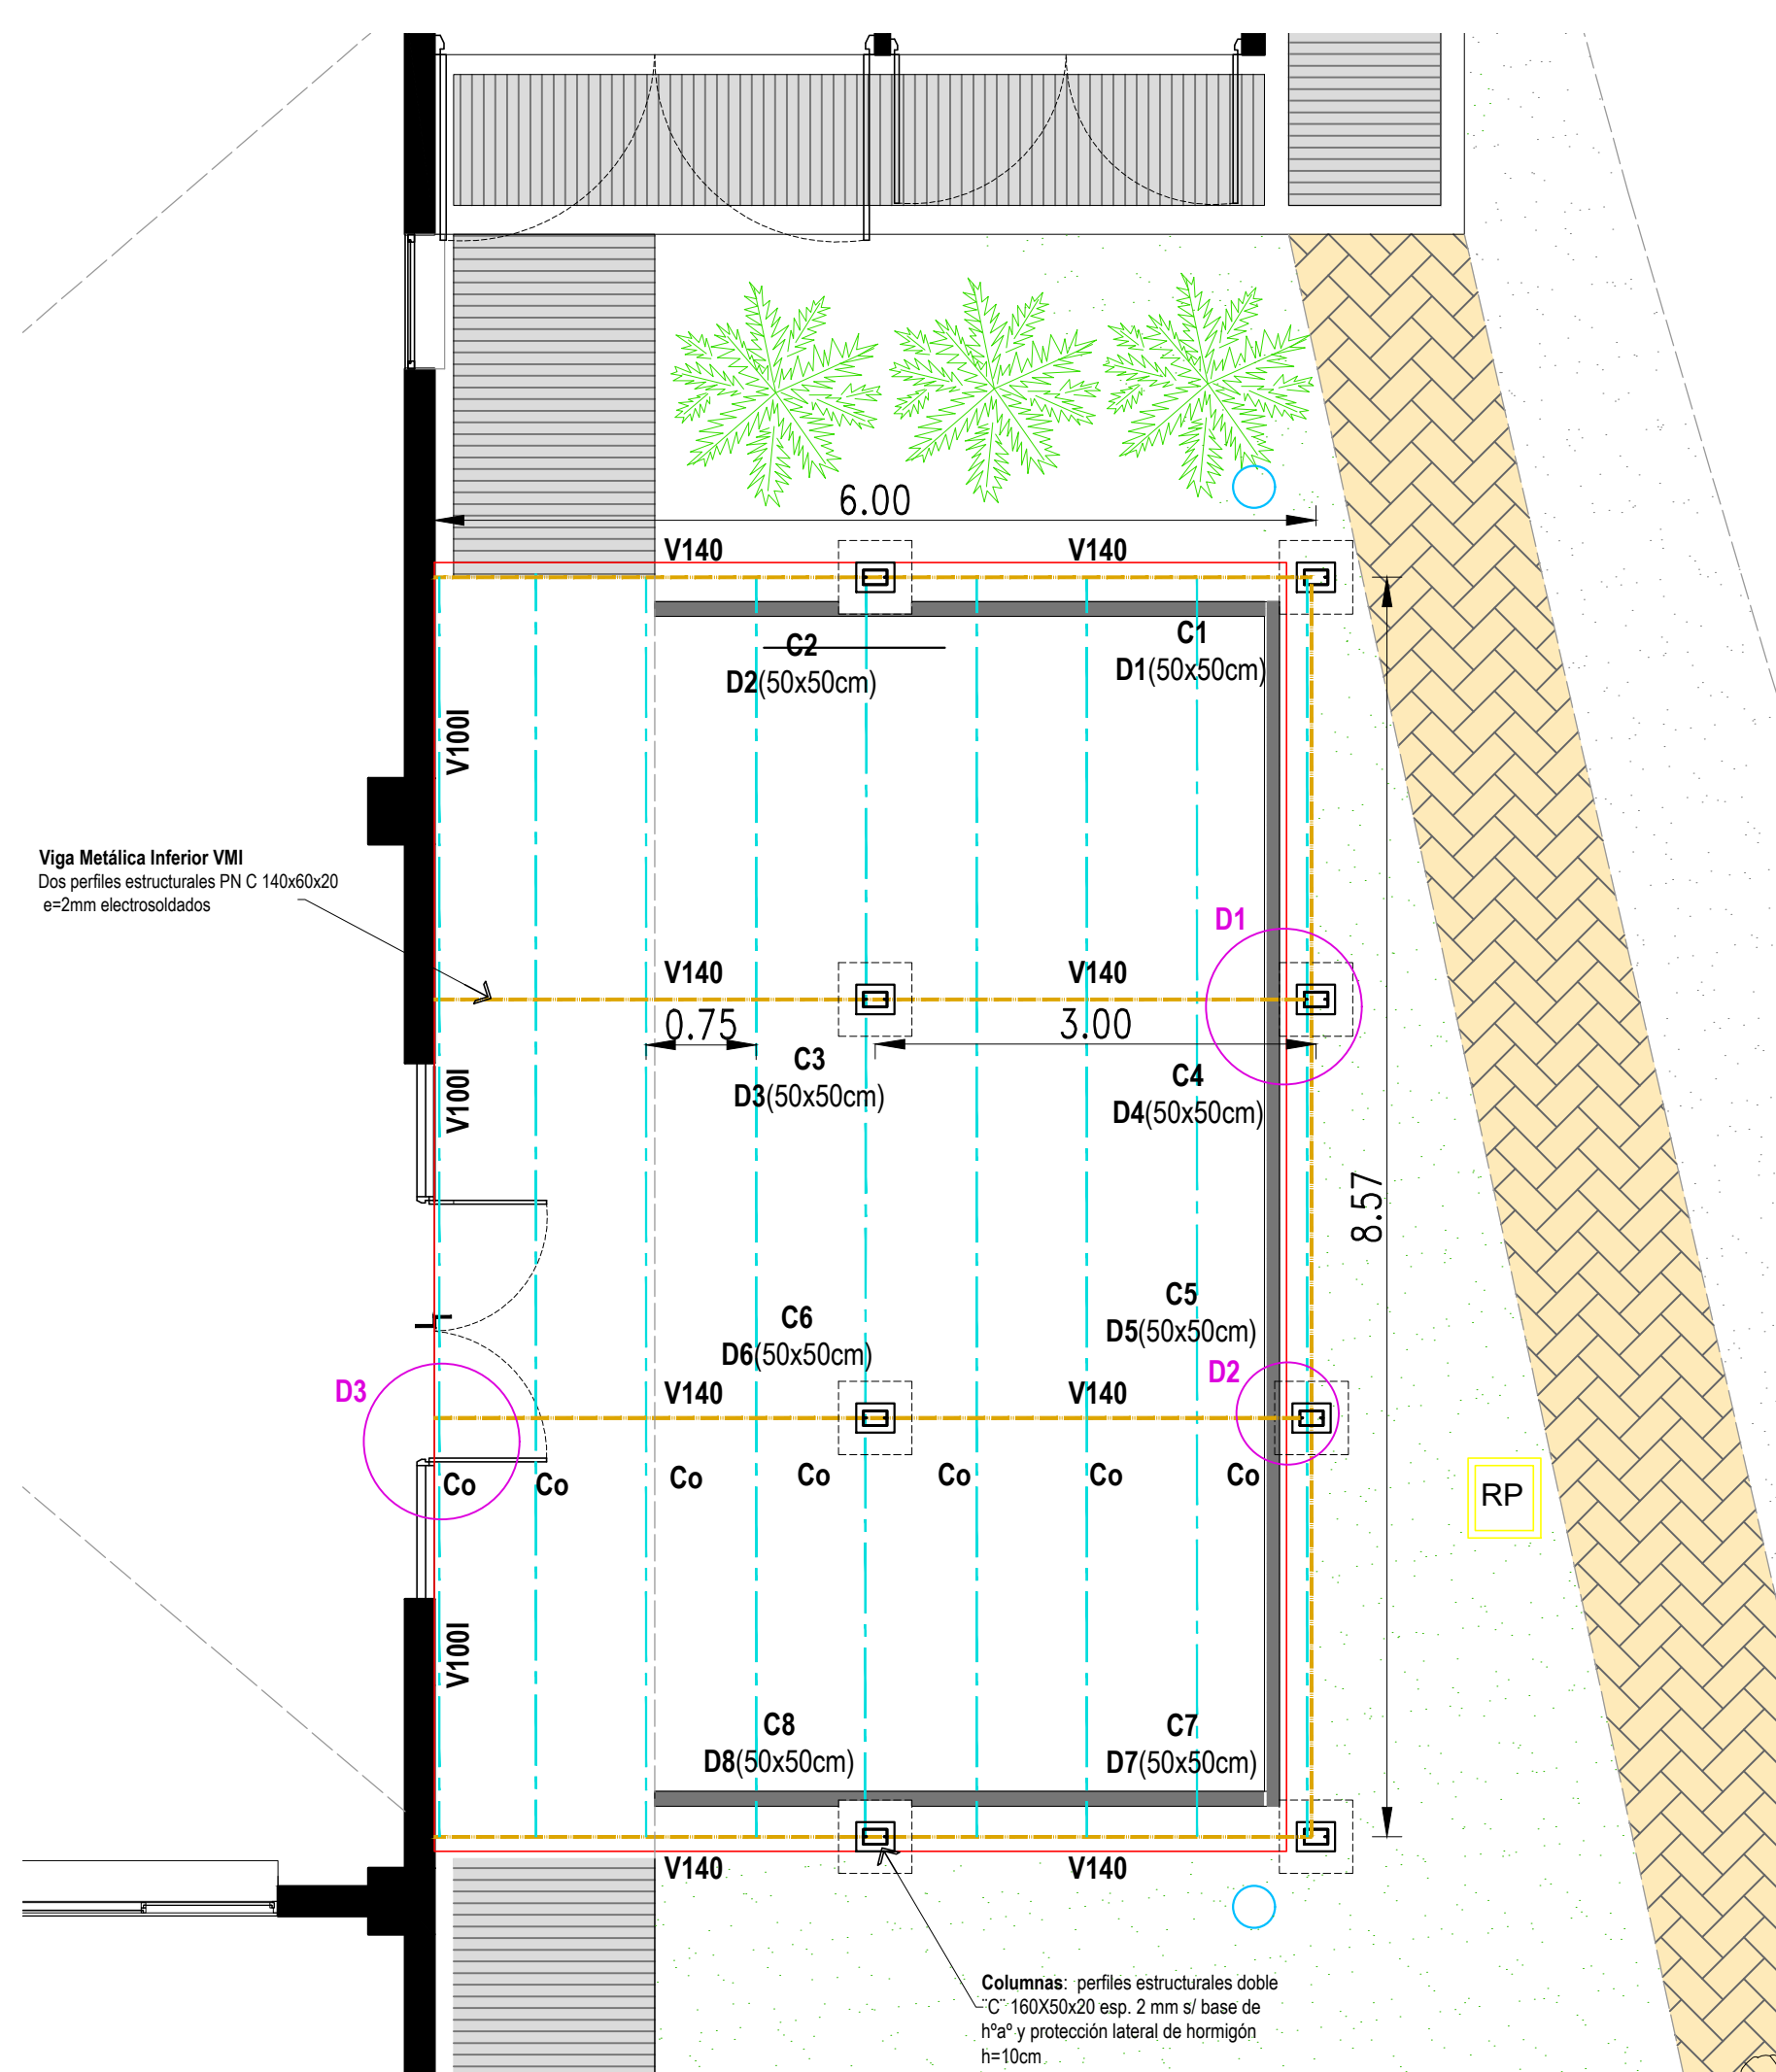 6.00
V140
V140
C2
D2(50x50cm)
C1
D1(50x50cm)
V100I
Viga Metálica Inferior VMI
Dos perfiles estructurales PN C 140x60x20
e=2mm electrosoldados
D1
V140
V140
0.75
3.00
C3
D3(50x50cm)
C4
D4(50x50cm)
V100I
8.57
C6
D6(50x50cm)
C5
D5(50x50cm)
D3
D2
V140
V140
Co
Co
Co
Co
Co
Co
Co
RP
V100I
C8
D8(50x50cm)
C7
D7(50x50cm)
V140
V140
Columnas: perfiles estructurales doble
¨C¨ 160X50x20 esp. 2 mm s/ base de
hºaº y protección lateral de hormigón
h=10cm